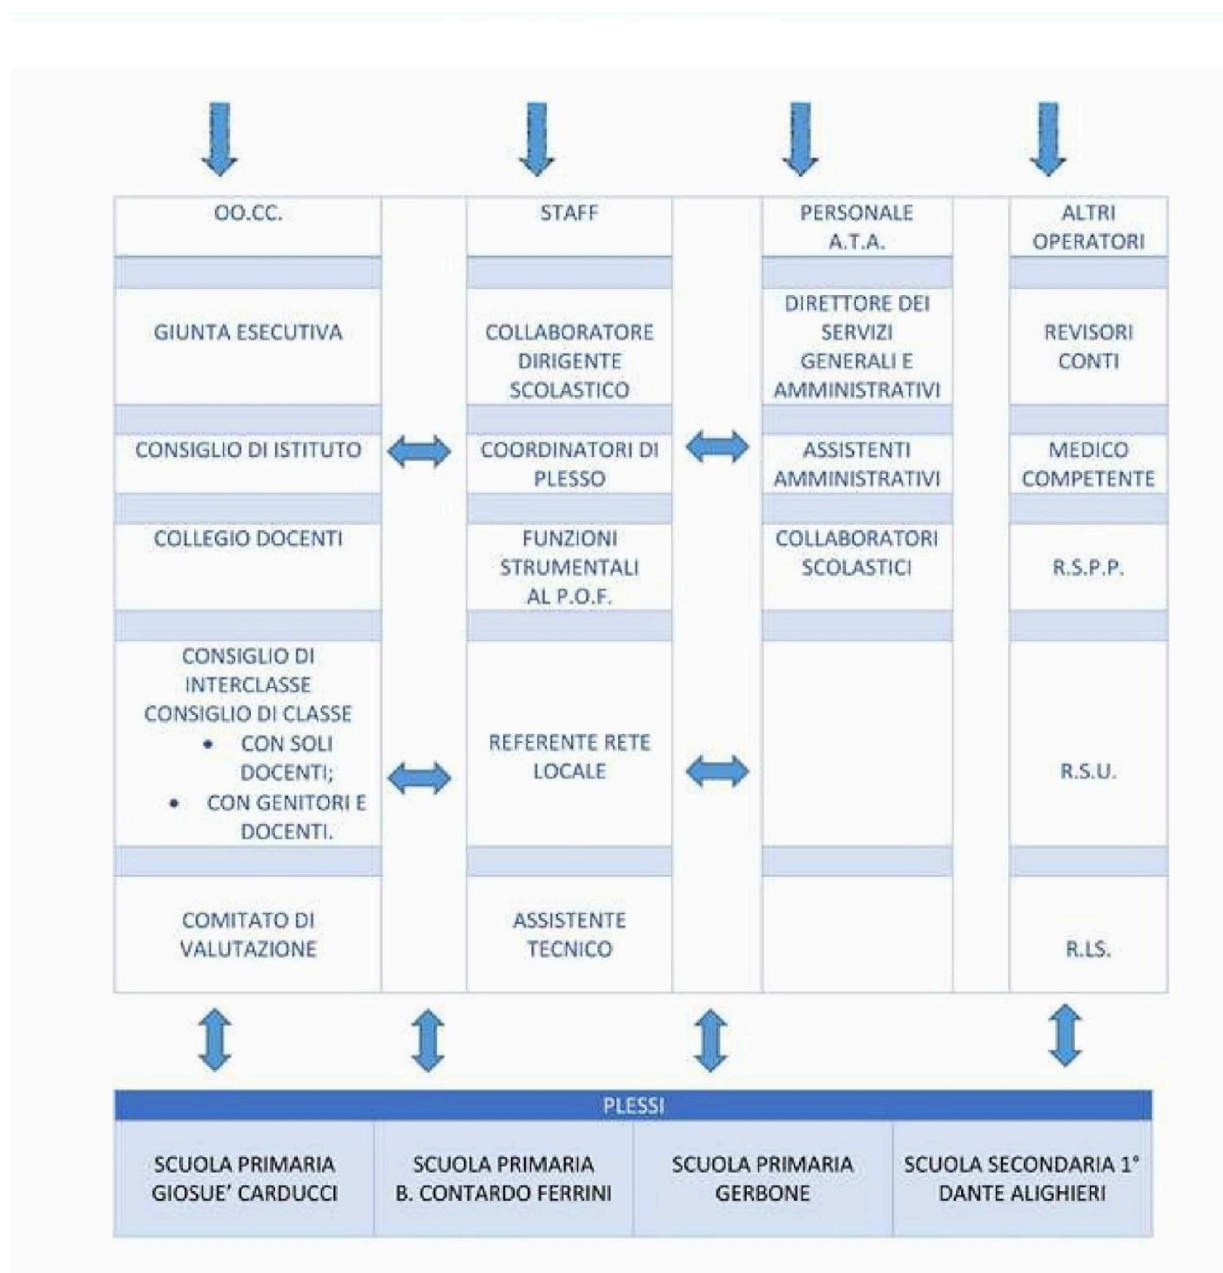 OO.CC.
STAFF
PERSONALE
A.T.A.
ALTRI
OPERATORI
GIUNTA ESECUTIVA
COLLABORATORE
DIRIGENTE
SCOLASTICO
DIRETTORE DEI
SERVIZI
GENERALI E
AMMINISTRATIVI
REVISORI
CONTI
CONSIGLIO DI ISTITUTO
COORDINATORI DI
PLESSO
ASSISTENTI
AMMINISTRATIVI
MEDICO
COMPETENTE
COLLEGIO DOCENTI
FUNZIONI
STRUMENTALI
AL P.O.F.
COLLABORATORI
SCOLASTICI
R.S.P.P.
CONSIGLIO DI
INTERCLASSE
CONSIGLIO DI CLASSE
• CON SOLI
DOCENTI;
• CON GENITORI E
DOCENTI.
REFERENTE RETE
LOCALE
R.S.U.
COMITATO DI
VALUTAZIONE
ASSISTENTE
TECNICO
R.LS.
PLESSI
SCUOLA PRIMARIA
GIOSUE’ CARDUCCI
SCUOLA PRIMARIA
B. CONTARDO FERRINI
SCUOLA PRIMARIA
GERBONE
SCUOLA SECONDARIA 1°
DANTE ALIGHIERI